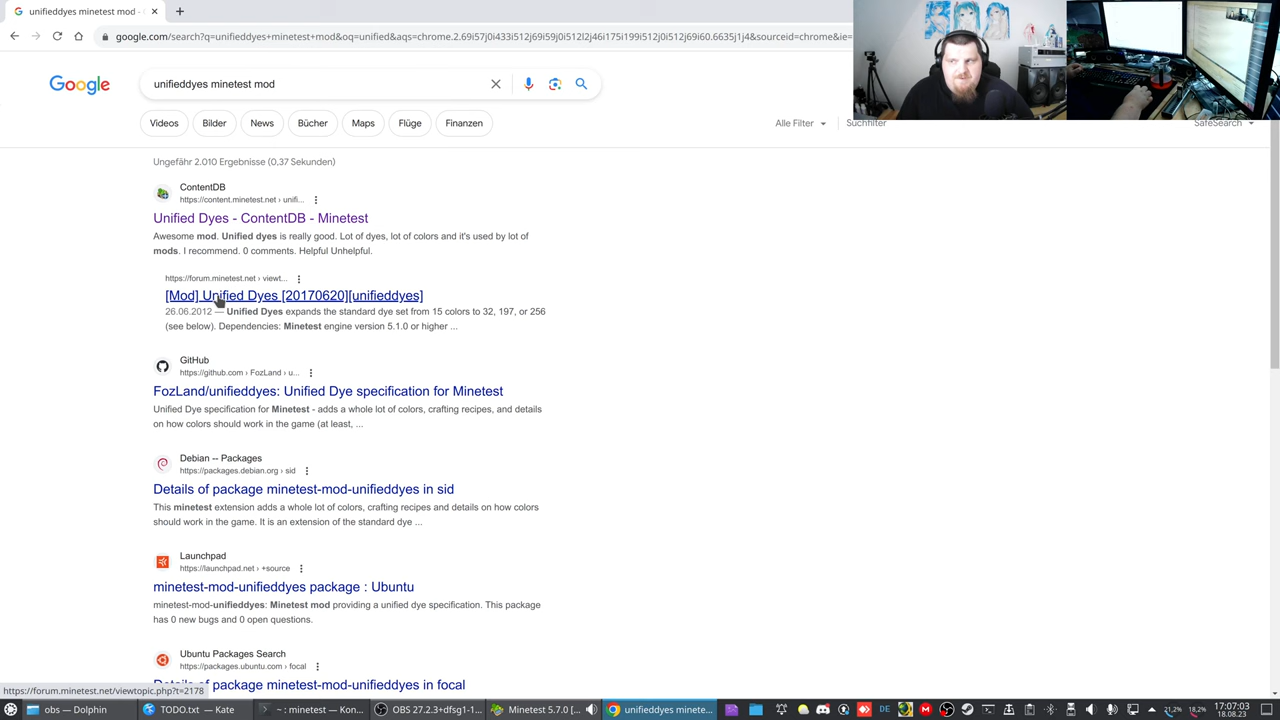 unifieddyes minetest mod -
google.com/search?q=unifieddyes+minetest+mod&oq=unified&aqs=chrome.2.69i57j0i433i512j69i59j0i512l2j46i175i199i512j0i512j69i60.6635j1j4&sourceid=chrome&ie=
Google
unifieddyes minetest mod
Videos
Bilder
News
Bücher
Maps
Flüge
Finanzen
Alle Filter
Suchfilter
SafeSearch
Ungefähr 2.010 Ergebnisse (0,37 Sekunden)
ContentDB
https://content.minetest.net › unifi...
Unified Dyes - ContentDB - Minetest
Awesome mod. Unified dyes is really good. Lot of dyes, lot of colors and it's used by lot of
mods. I recommend. 0 comments. Helpful Unhelpful.
https://forum.minetest.net › viewt...
[Mod] Unified Dyes [20170620][unifieddyes]
26.06.2012 — Unified Dyes expands the standard dye set from 15 colors to 32, 197, or 256
(see below). Dependencies: Minetest engine version 5.1.0 or higher ...
GitHub
https://github.com › FozLand › u...
FozLand/unifieddyes: Unified Dye specification for Minetest
Unified Dye specification for Minetest - adds a whole lot of colors, crafting recipes, and details
on how colors should work in the game (at least, ...
Debian -- Packages
https://packages.debian.org › sid
Details of package minetest-mod-unifieddyes in sid
This minetest extension adds a whole lot of colors, crafting recipes and details on how colors
should work in the game. It is an extension of the standard dye ...
Launchpad
https://launchpad.net › +source
minetest-mod-unifieddyes package : Ubuntu
minetest-mod-unifieddyes: Minetest mod providing a unified dye specification. This package
has 0 new bugs and 0 open questions.
Ubuntu Packages Search
https://packages.ubuntu.com › focal
Details of package minetest-mod-unifieddyes in focal
https://forum.minetest.net/viewtopic.php?t=2178
obs — Dolphin
TODO.txt — Kate
~ : minetest — Kon...
OBS 27.2.3+dfsg1-1...
Minetest 5.7.0 [...
unifieddyes minete...
DE
21,2%
18,2%
17:07:03
18.08.23